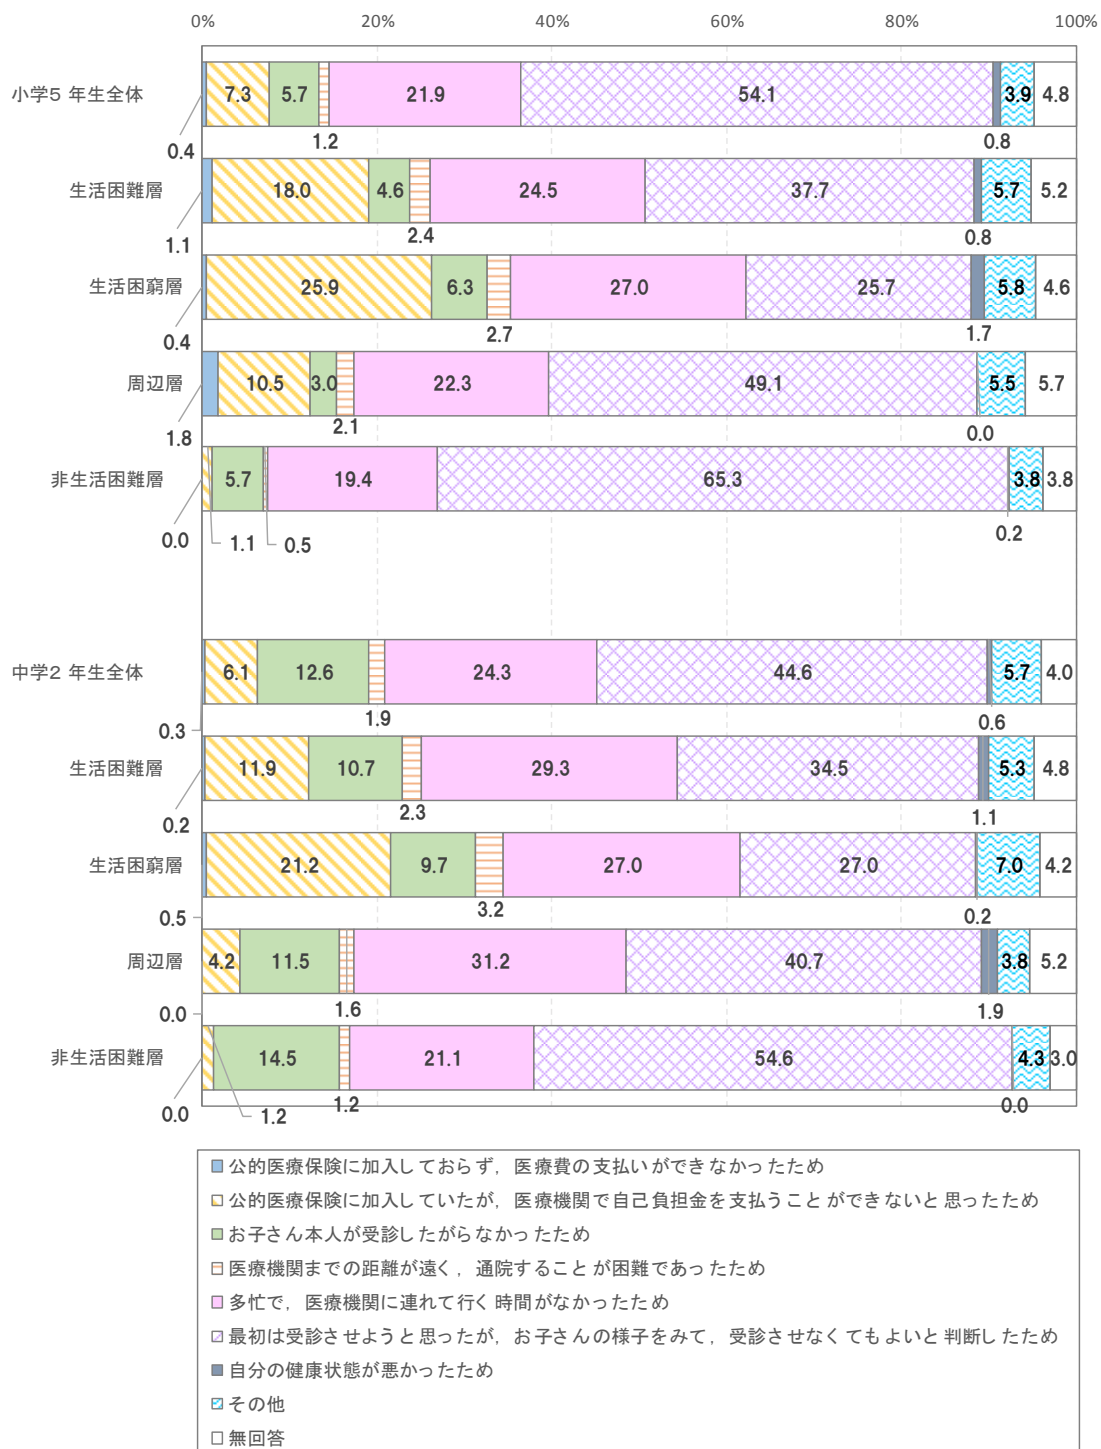 0% 20% 40% 60% 80% 100%
小学5 年生全体 7.3 5.7 21.9 54.1 3.9 4.8
0.4 1.2 0.8
生活困難層 18.0 4.6 24.5 37.7 5.7 5.2
1.1 2.4 0.8
生活困窮層 25.9 6.3 27.0 25.7 5.8 4.6
0.4 2.7 1.7
周辺層 10.5 3.0 22.3 49.1 5.5 5.7
1.8 2.1 0.0
非生活困難層 5.7 19.4 65.3 3.8 3.8
0.0 1.1 0.5 0.2
中学2 年生全体 6.1 12.6 24.3 44.6 5.7 4.0
0.3 1.9 0.6
生活困難層 11.9 10.7 29.3 34.5 5.3 4.8
0.2 2.3 1.1
生活困窮層 21.2 9.7 27.0 27.0 7.0 4.2
0.5 3.2 0.2
周辺層 4.2 11.5 31.2 40.7 3.8 5.2
0.0 1.6 1.9
非生活困難層 14.5 21.1 54.6 4.3 3.0
0.0 1.2 1.2 0.0
公的医療保険に加入しておらず，医療費の支払いができなかったため
公的医療保険に加入していたが，医療機関で自己負担金を支払うことができないと思ったため
お子さん本人が受診したがらなかったため
医療機関までの距離が遠く，通院することが困難であったため
多忙で，医療機関に連れて行く時間がなかったため
最初は受診させようと思ったが，お子さんの様子をみて，受診させなくてもよいと判断したため
自分の健康状態が悪かったため
その他
無回答